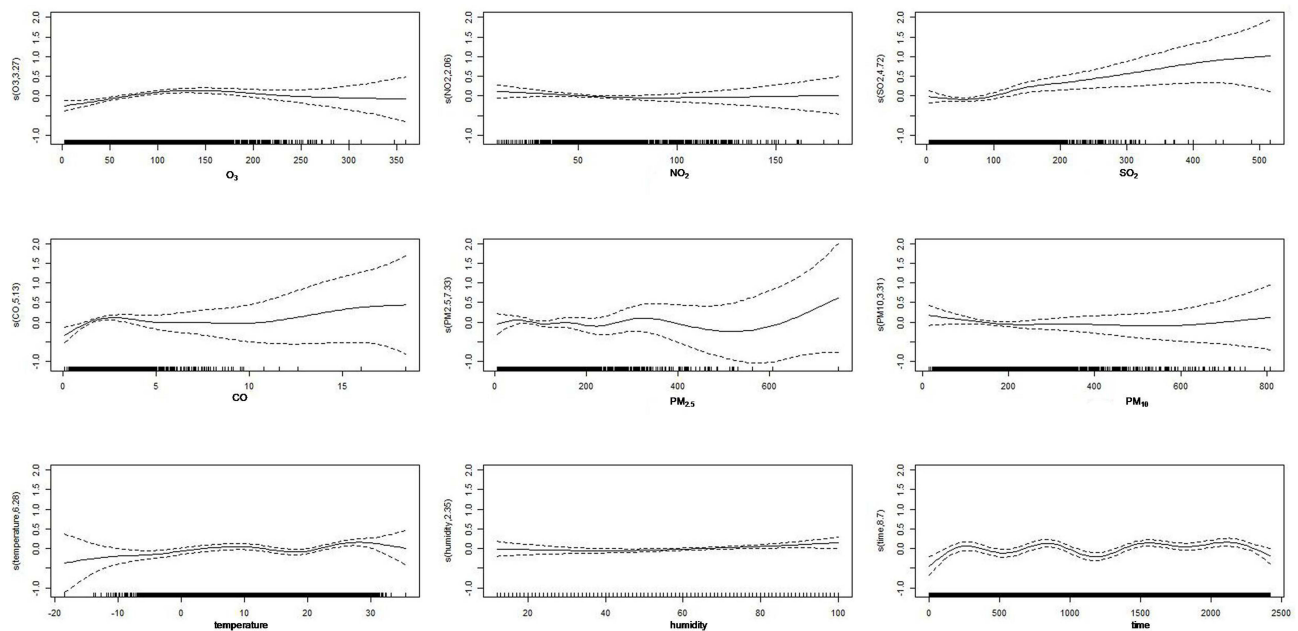 s(O3,3.27)
2.0
1.5
1.0
0.5
0.0
-1.0
0 50 100 150 200 250 300 350
O3
s(NO2,2.06)
2.0
1.5
1.0
0.5
0.0
-1.0
50 100 150
NO2
s(SO2,4.72)
2.0
1.5
1.0
0.5
0.0
-1.0
0 100 200 300 400 500
SO2
s(CO,5.13)
2.0
1.5
1.0
0.5
0.0
-1.0
0 5 10 15
CO
s(PM2.5,7.33)
2.0
1.5
1.0
0.5
0.0
-1.0
0 200 400 600
PM2.5
s(PM10,3.31)
2.0
1.5
1.0
0.5
0.0
-1.0
0 200 400 600 800
PM10
s(temperature,6.28)
2.0
1.5
1.0
0.5
0.0
-1.0
-20 -10 0 10 20 30
temperature
s(humidity,2.35)
2.0
1.5
1.0
0.5
0.0
-1.0
20 40 60 80 100
humidity
s(time,8.7)
2.0
1.5
1.0
0.5
0.0
-1.0
0 500 1000 1500 2000 2500
time